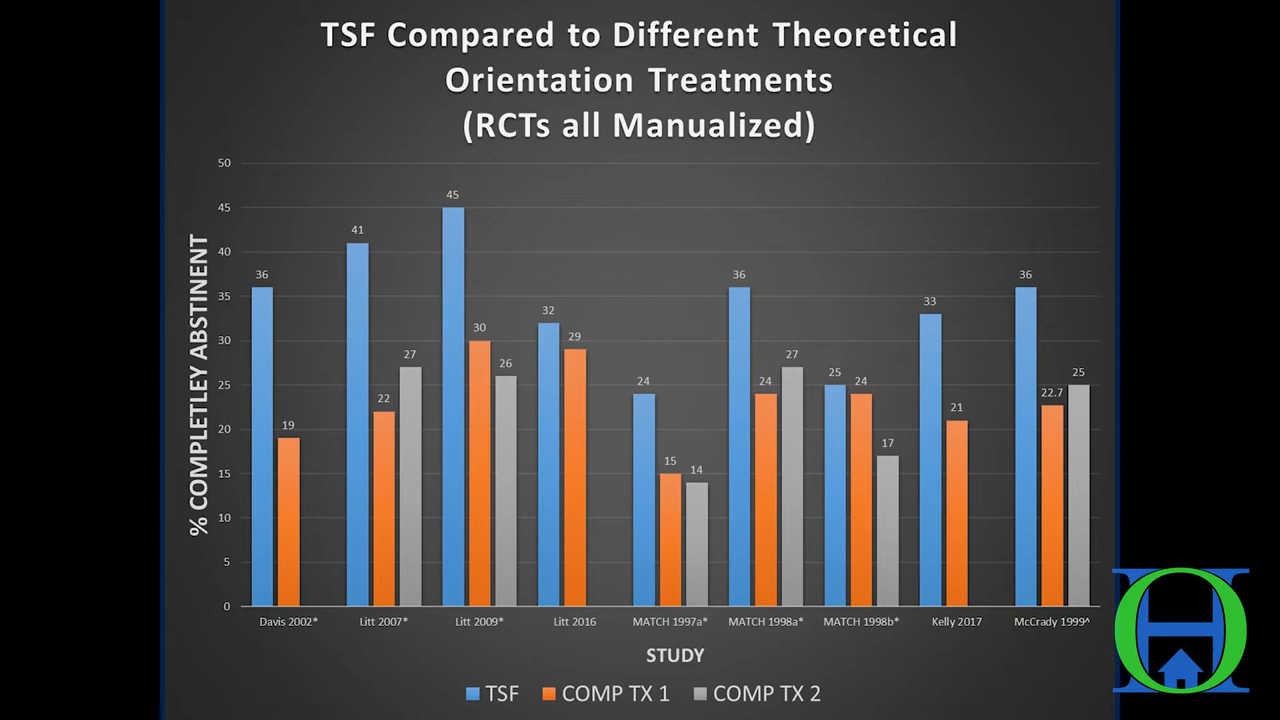 TSF Compared to Different Theoretical
Orientation Treatments
(RCTs all Manualized)
% COMPLETLEY ABSTINENT
50
45
40
35
30
25
20
15
10
5
0
36
19
41
22
27
45
30
26
32
29
24
15
14
36
24
27
25
24
17
33
21
36
22.7
25
Davis 2002*
Litt 2007*
Litt 2009*
Litt 2016
MATCH 1997a*
MATCH 1998a*
MATCH 1998b*
Kelly 2017
McCrady 1999^
STUDY
TSF
COMP TX 1
COMP TX 2